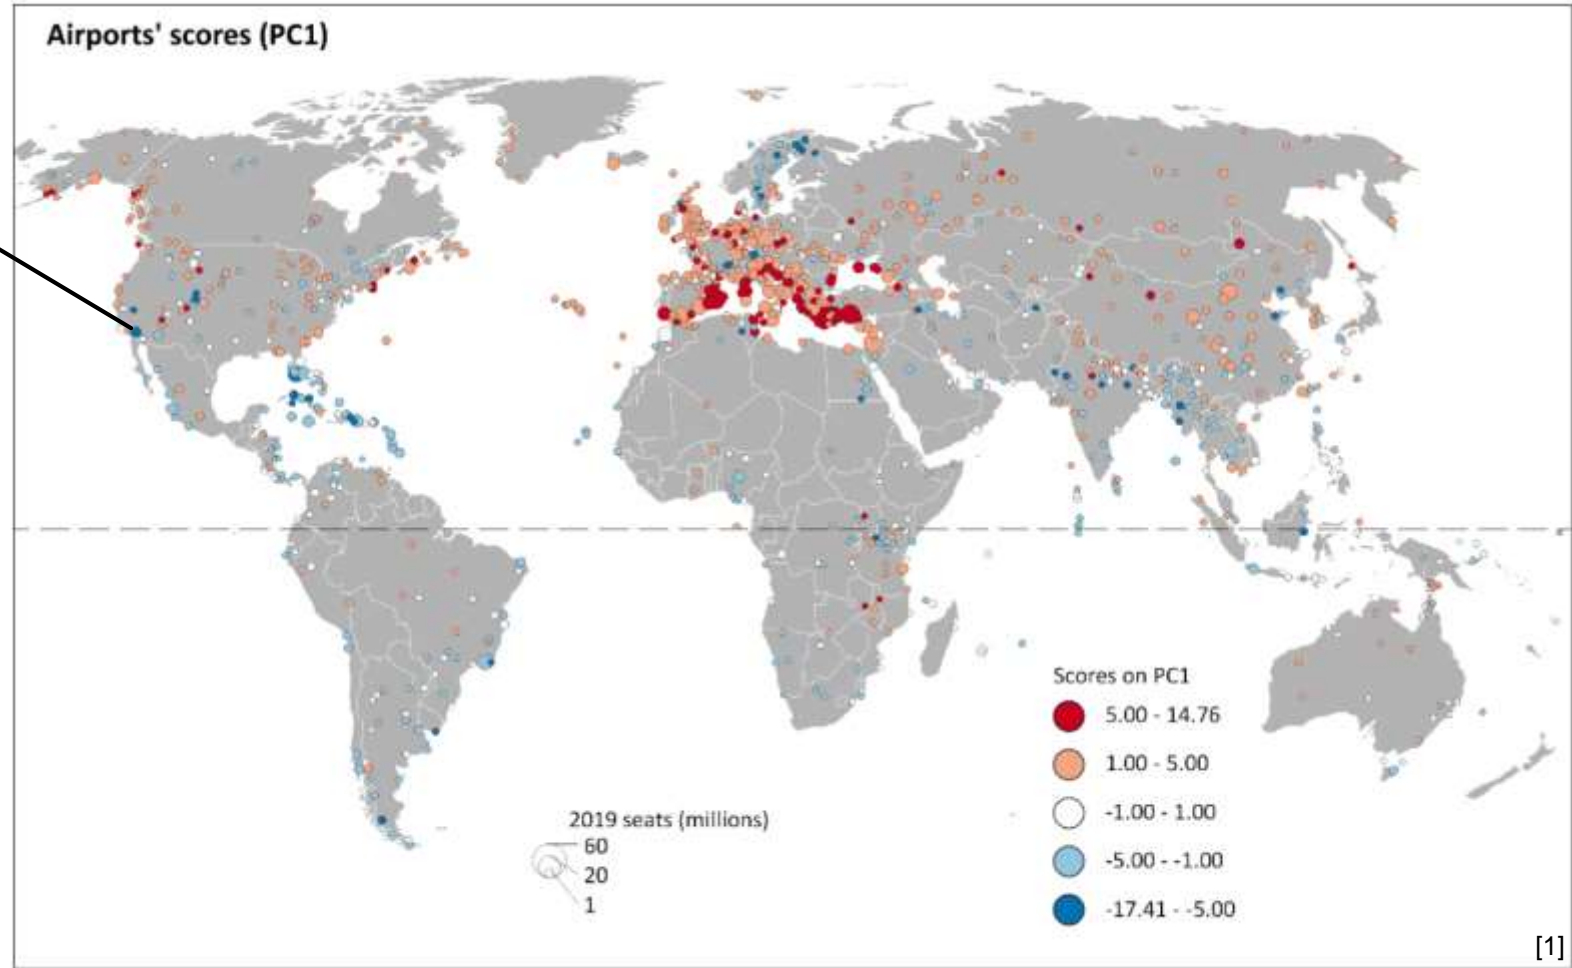 Airports' scores (PC1)
Scores on PC1
5.00 - 14.76
1.00 - 5.00
-1.00 - 1.00
-5.00 - -1.00
-17.41 - -5.00
2019 seats (millions)
60
20
1
[1]